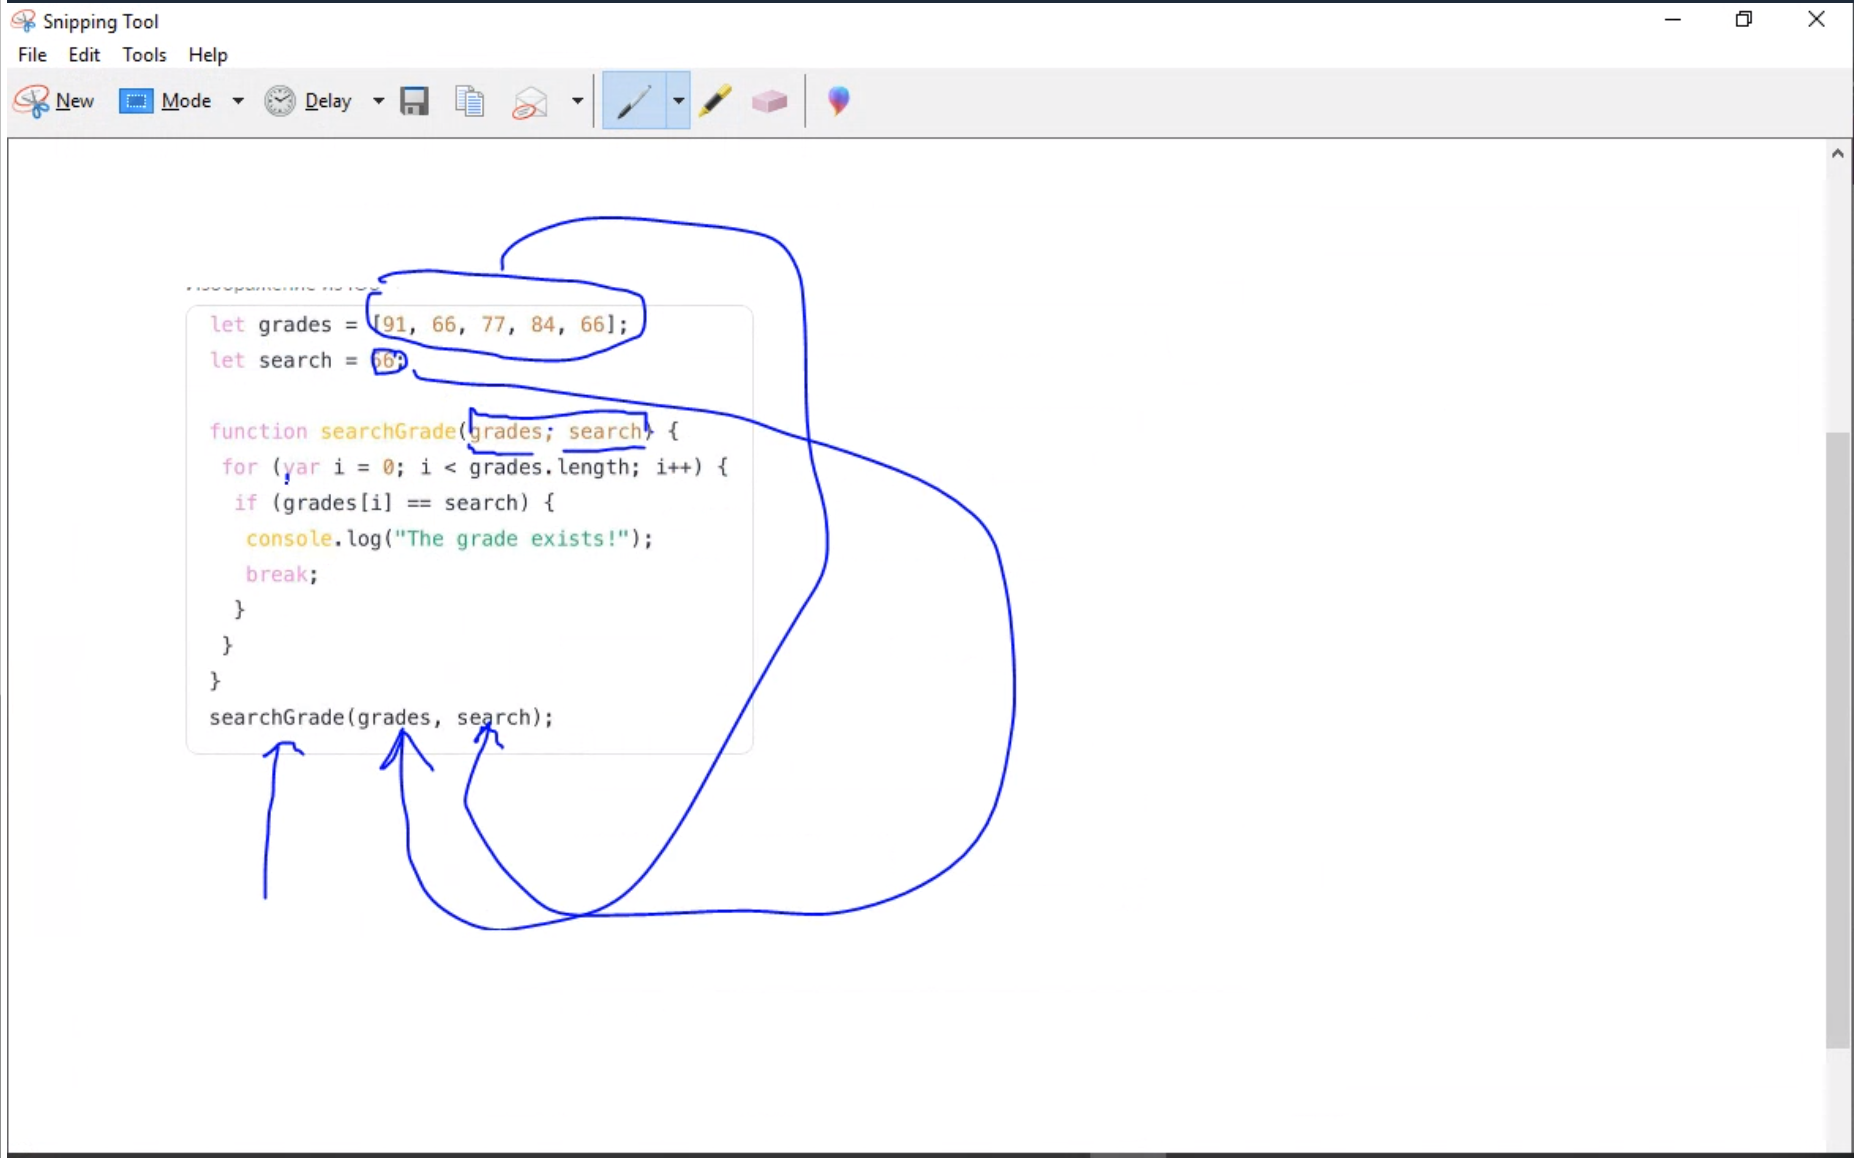 Snipping Tool
File Edit Tools Help
New Mode Delay
let grades = [91, 66, 77, 84, 66];
let search = 66;
function searchGrade(grades; search) {
for (var i = 0; i < grades.length; i++) {
if (grades[i] == search) {
console.log("The grade exists!");
break;
}
}
}
searchGrade(grades, search);